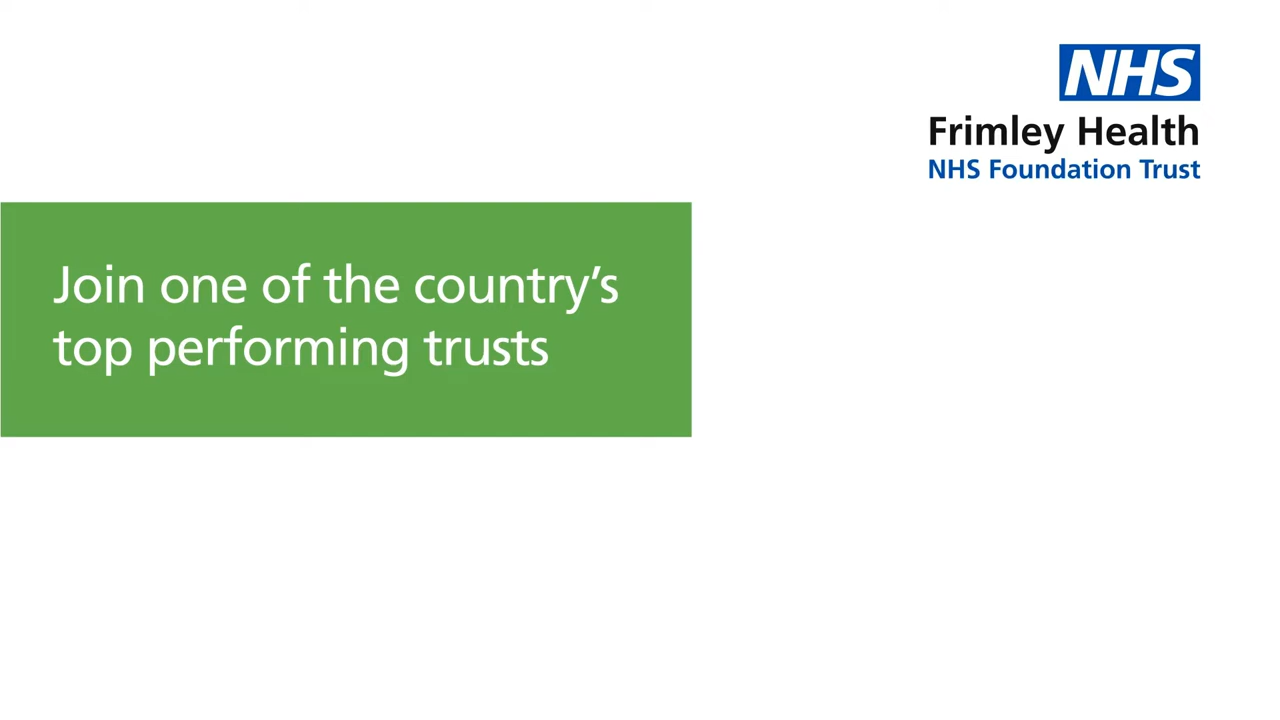 NHS
Frimley Health
NHS Foundation Trust
Join one of the country’s
top performing trusts